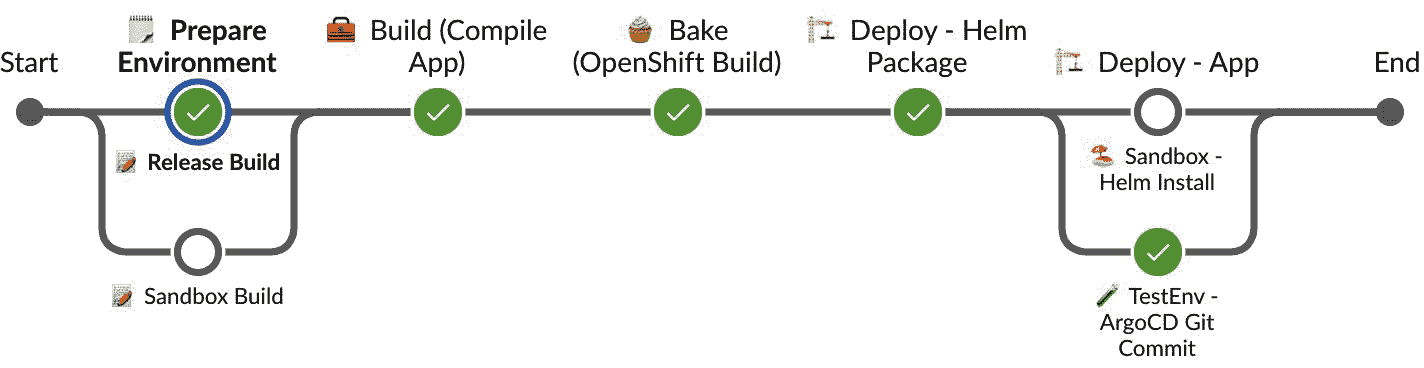 Start
Prepare
Environment
Build (Compile
App)
Bake
(OpenShift Build)
Deploy - Helm
Package
Deploy - App
End
Release Build
Sandbox Build
Sandbox -
Helm Install
TestEnv -
ArgoCD Git
Commit